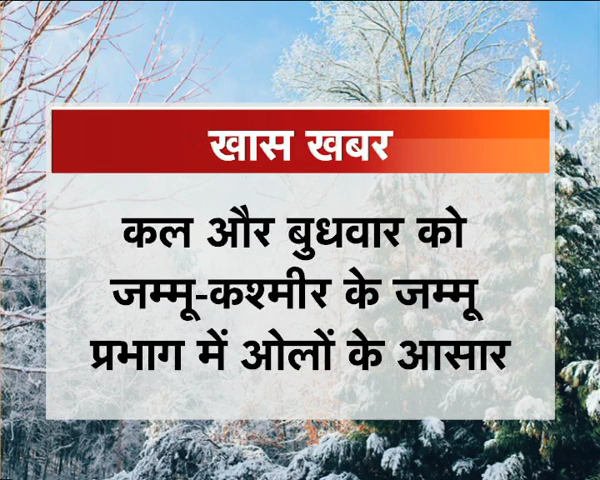 खास खबर
कल और बुधवार को
जम्मू-कश्मीर के जम्मू
प्रभाग में ओलों के आसार